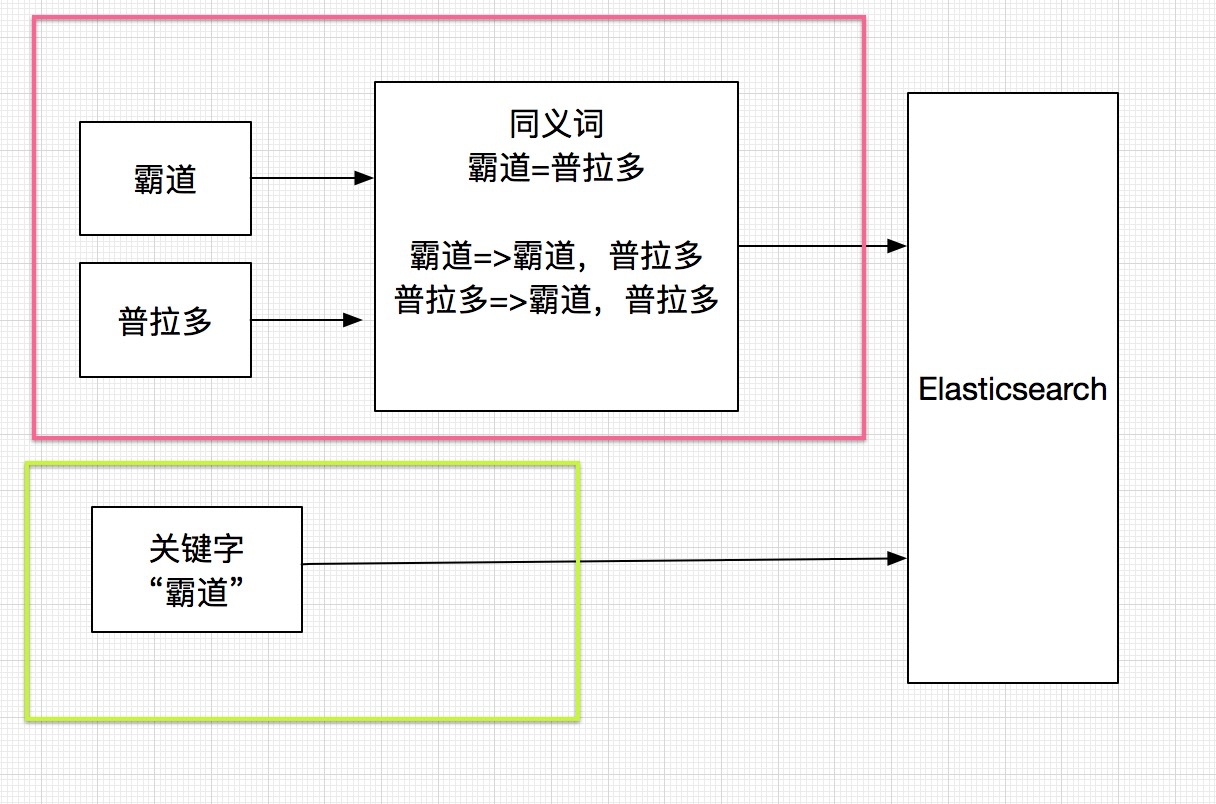 霸道
普拉多
同义词
霸道=普拉多
霸道=>霸道，普拉多
普拉多=>霸道，普拉多
Elasticsearch
关键字
“霸道”